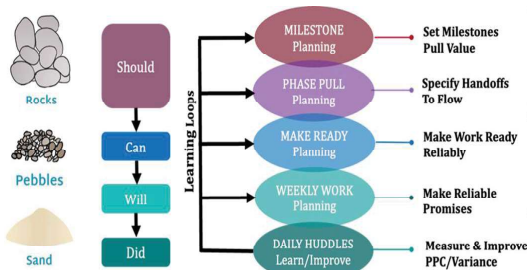 Rocks
Pebbles
Sand
Should
Can
Will
Did
Learning Loops
MILESTONE
Planning
Set Milestones
Pull Value
PHASE PULL
Planning
Specify Handoffs
To Flow
MAKE READY
Planning
Make Work Ready
Reliably
WEEKLY WORK
Planning
Make Reliable
Promises
DAILY HUDDLES
Learn/Improve
Measure & Improve
PPC/Variance